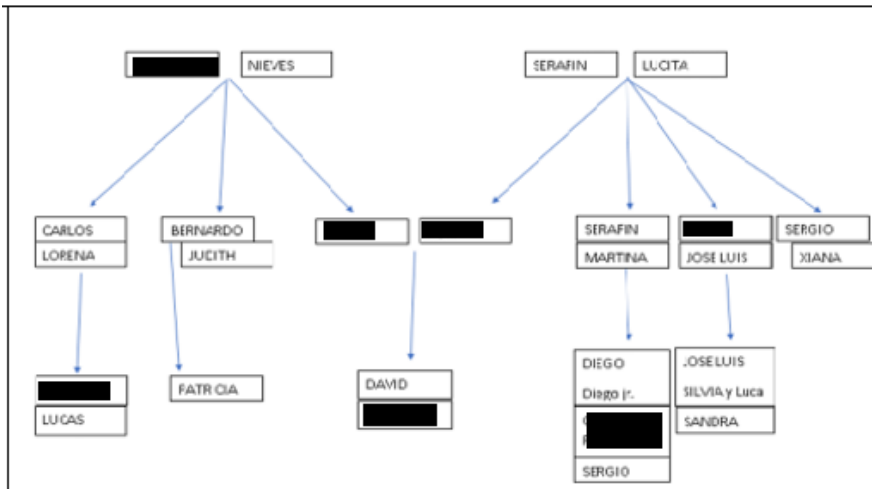 NIEVES
SERAFIN
LUCITA
CARLOS
LORENA
BERNARDO
JUDITH
SERAFIN
MARTINA
JOSE LUIS
SERGIO
XIANA
LUCAS
PATRICIA
DAVID
DIEGO
Diego jr.
SERGIO
JOSE LUIS
SILVIA y Luca
SANDRA